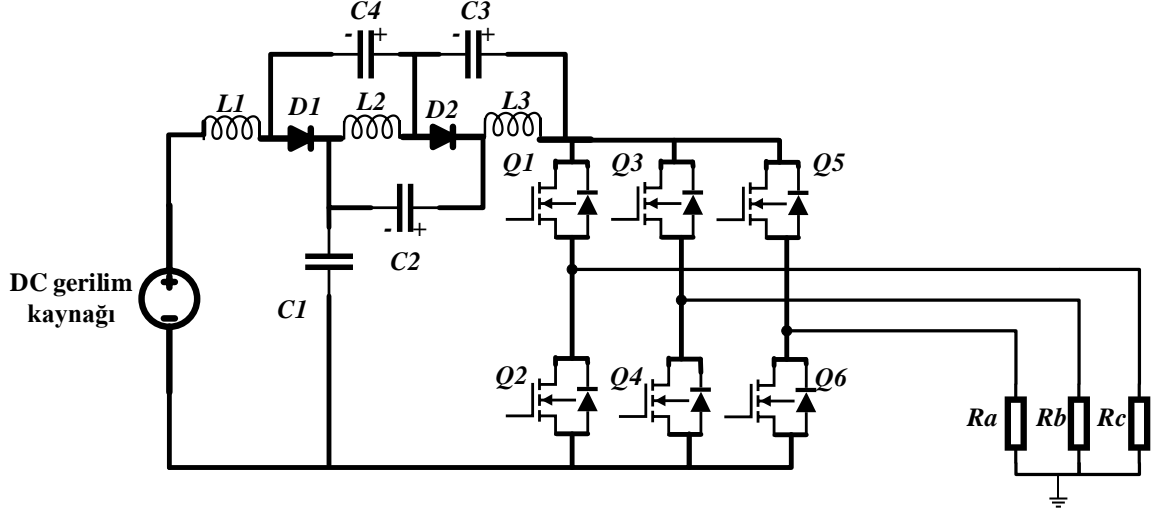 C4
C3
-
+
-
+
L1
D1
L2
D2
L3
Q1
Q3
Q5
-
+
C2
DC gerilim
kaynağı
+
-
C1
Q2
Q4
Q6
Ra
Rb
Rc